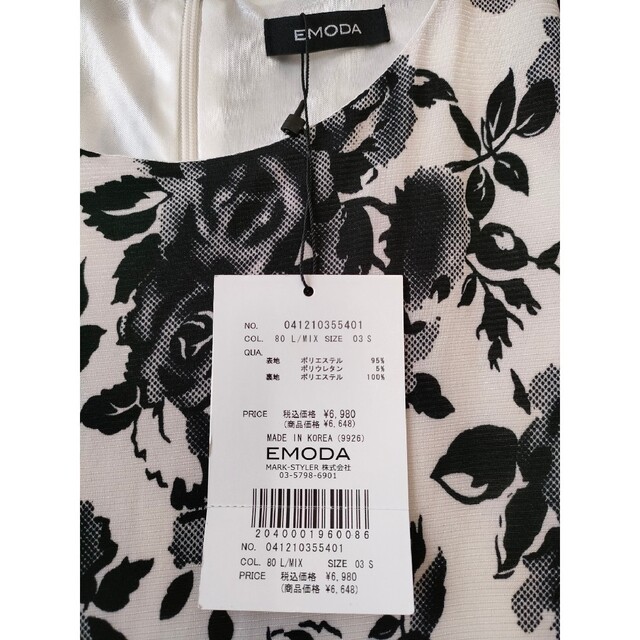 EMODA
NO. 041210355401
COL. 80 L/MIX SIZE 03 S
QUA.
表地 ポリエステル 95%
ポリウレタン 5%
裏地 ポリエステル 100%
PRICE 税込価格 ¥6,980
(商品価格 ¥6,648)
MADE IN KOREA (9926)
EMODA
MARK-STYLER 株式会社
03-5798-6901
2040001960086
NO. 041210355401
COL. 80 L/MIX SIZE 03 S
PRICE 税込価格 ¥6,980
(商品価格 ¥6,648)